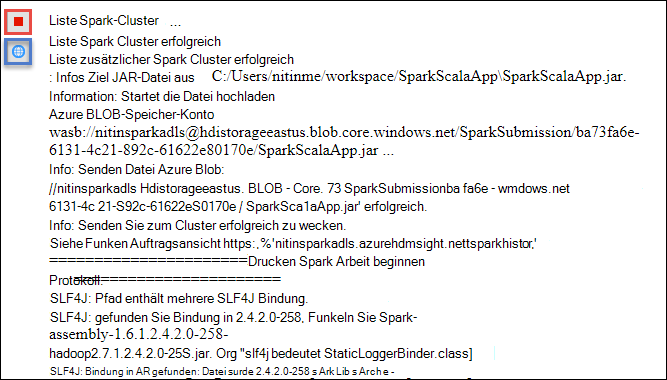 Liste Spark-Cluster ...
Liste Spark Cluster erfolgreich
Liste zusätzlicher Spark Cluster erfolgreich
: Infos Ziel JAR-Datei aus C:/Users/nitinme/workspace/SparkScalaApp\SparkScalaApp.jar.
Information: Startet die Datei hochladen
Azure BLOB-Speicher-Konto
wasb://nitinsparkadls@hdistorageeastus.blob.core.windows.net/SparkSubmission/ba73fa6e-
6131-4c21-892c-61622e80170e/SparkScalaApp.jar ...
Info: Senden Datei Azure Blob:
//nitinsparkadls Hdistorageeastus. BLOB - Core. 73 SparkSubmissionba fa6e - wmdows.net
6131-4c 21-S92c-61622eS0170e / SparkSca1aApp.jar' erfolgreich.
Info: Senden Sie zum Cluster erfolgreich zu wecken.
Siehe Funken Auftragsansicht https:,%'nitinsparkadls.azurehdmsight.nettsparkhistor,'
======================Drucken Spark Arbeit beginnen
Protokoll:======================
SLF4J: Pfad enthält mehrere SLF4J Bindung.
SLF4J: gefunden Sie Bindung in 2.4.2.0-258, Funkeln Sie Spark-
assembly-1.6.1.2.4.2.0-258-
hadoop2.7.1.2.4.2.0-25S.jar. Org "slf4j bedeutet StaticLoggerBinder.class]
SLF4J: Bindung in AR gefunden: Datei surde 2.4.2.0-258 s Ark Lib s Arche -